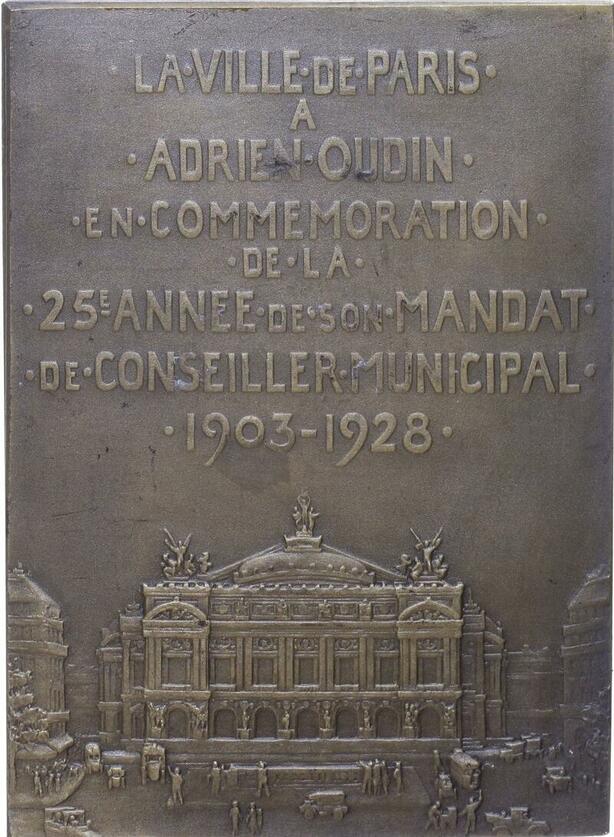 LA·VILLE·DE·PARIS·
A
·ADRIEN·OUDIN·
·EN·COMMEMORATION·
·DE·LA·
·25E ANNEE·DE·SON·MANDAT·
·DE·CONSEILLER·MUNICIPAL·
·1903-1928·